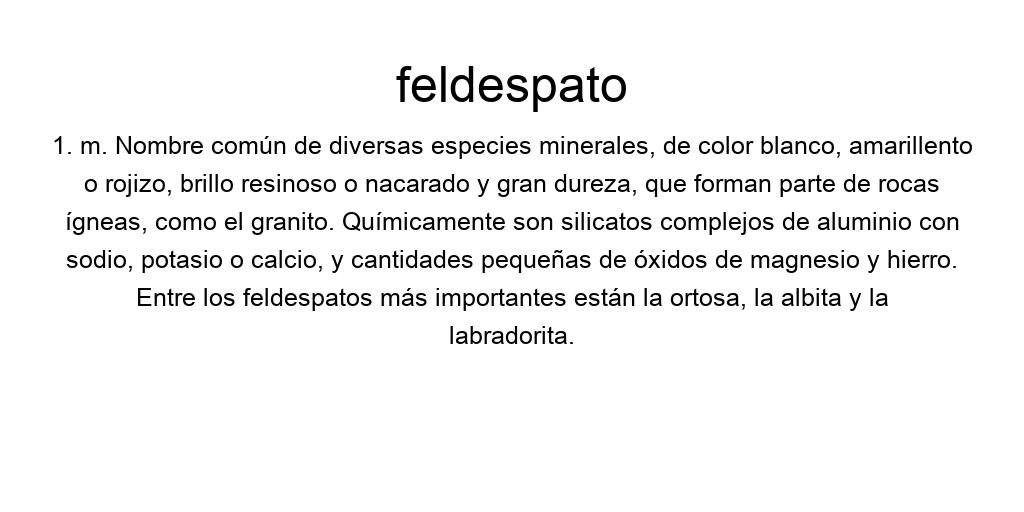 feldespato
1. m. Nombre común de diversas especies minerales, de color blanco, amarillento
o rojizo, brillo resinoso o nacarado y gran dureza, que forman parte de rocas
ígneas, como el granito. Químicamente son silicatos complejos de aluminio con
sodio, potasio o calcio, y cantidades pequeñas de óxidos de magnesio y hierro.
Entre los feldespatos más importantes están la ortosa, la albita y la
labradorita.